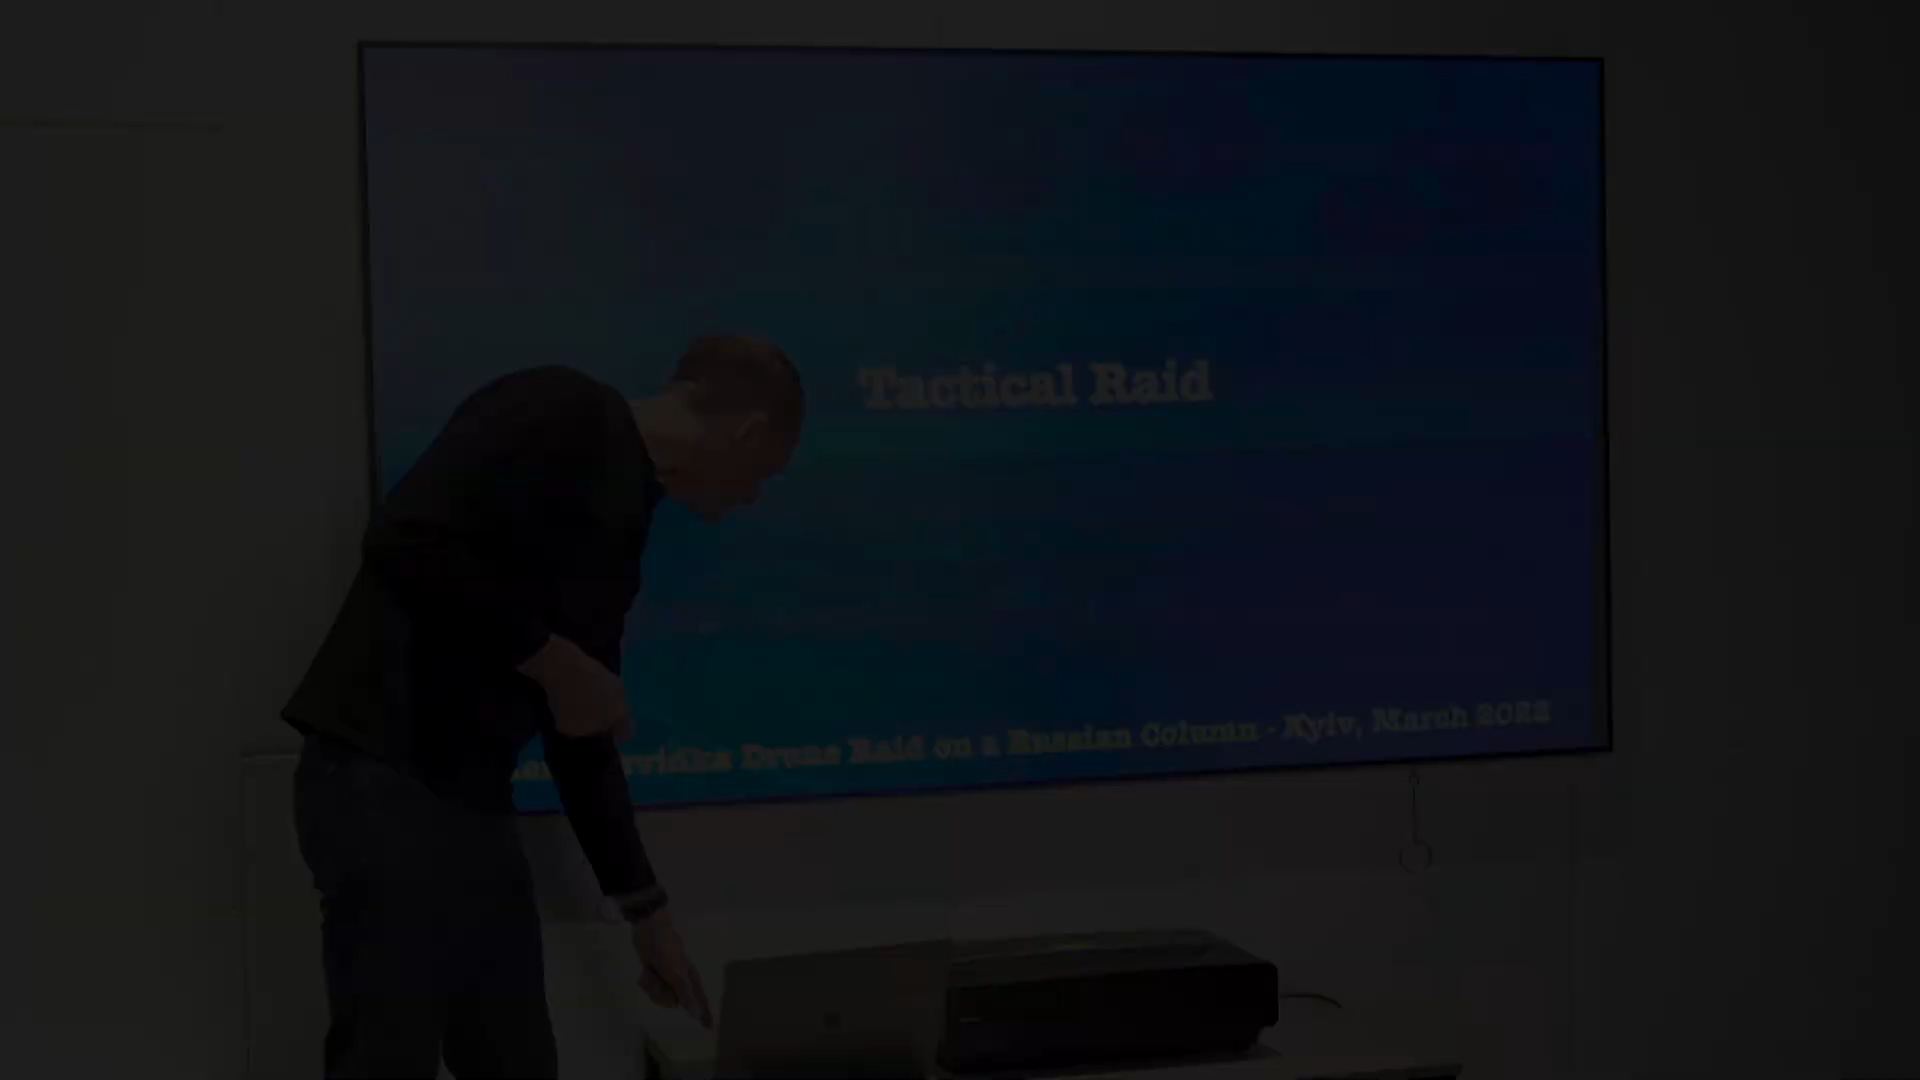 Tactical Raid
Drone Raid on a Russian Column - Kyiv, March 2022